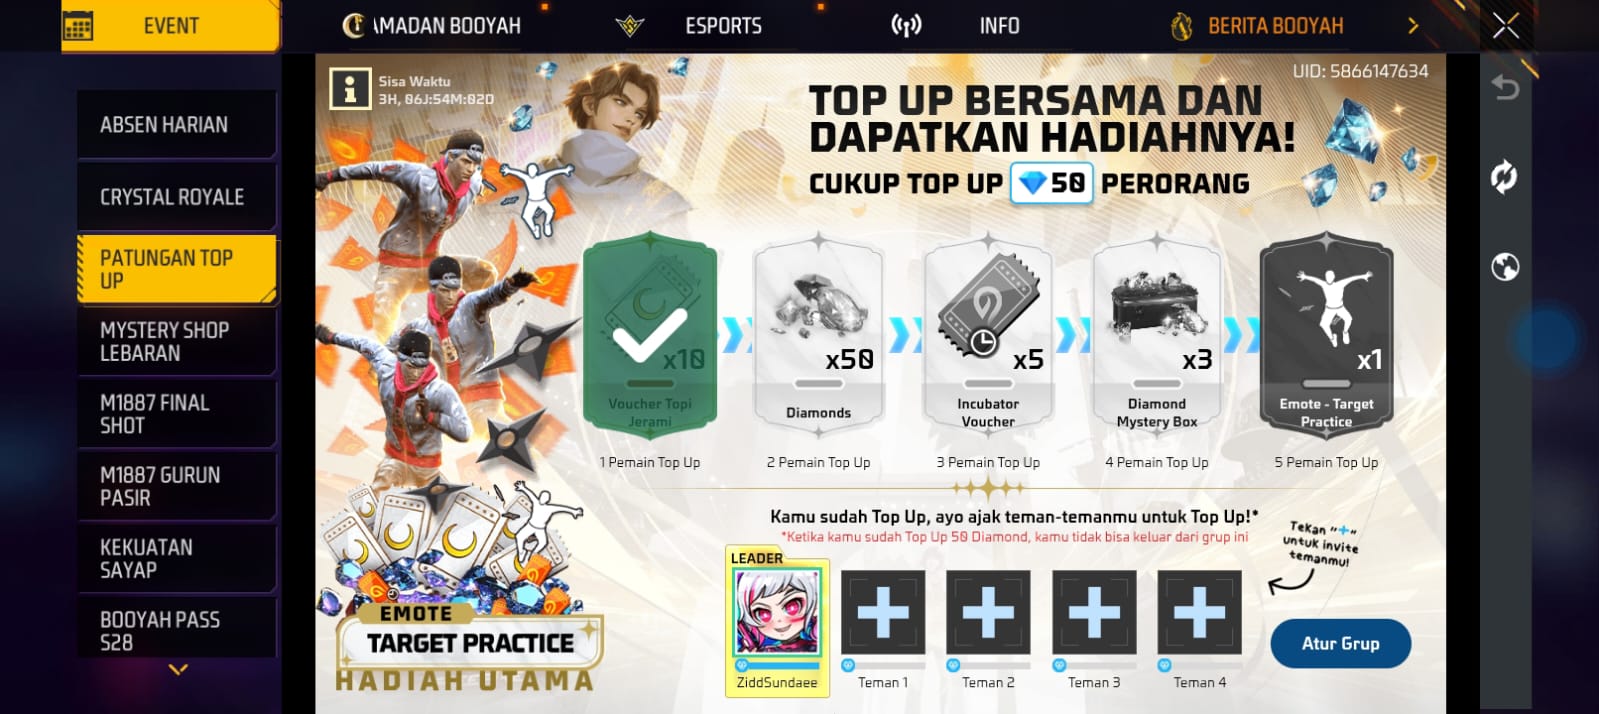 EVENT
AMADAN BOOYAH
ESPORTS
INFO
BERITA BOOYAH
ABSEN HARIAN
CRYSTAL ROYALE
PATUNGAN TOP
UP
MYSTERY SHOP
LEBARAN
M1887 FINAL
SHOT
M1887 GURUN
PASIR
KEKUATAN
SAYAP
BOOYAH PASS
S28
Sisa Waktu
3H, 06J:54M:02D
UID: 5866147634
TOP UP BERSAMA DAN
DAPATKAN HADIAHNYA!
CUKUP TOP UP 50 PERORANG
x10
Voucher Topi
Jerami
1 Pemain Top Up
x50
Diamonds
2 Pemain Top Up
x5
Incubator
Voucher
3 Pemain Top Up
x3
Diamond
Mystery Box
4 Pemain Top Up
x1
Emote - Target
Practice
5 Pemain Top Up
Kamu sudah Top Up, ayo ajak teman-temanmu untuk Top Up!*
*Ketika kamu sudah Top Up 50 Diamond, kamu tidak bisa keluar dari grup ini
Tekan "+"
untuk invite
temanmu!
LEADER
ZiddSundaee
Teman 1
Teman 2
Teman 3
Teman 4
Atur Grup
EMOTE
TARGET PRACTICE
HADIAH UTAMA